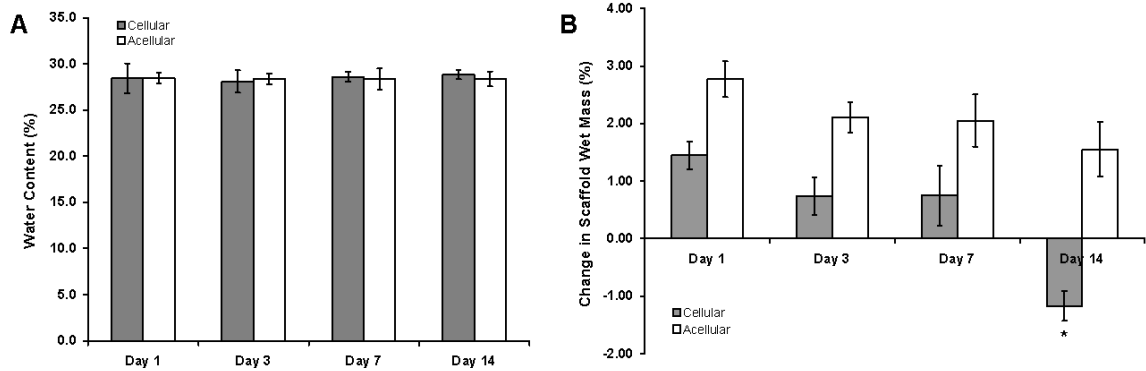 A
Water Content (%)
35.0
30.0
25.0
20.0
15.0
10.0
5.0
0.0
Cellular
Acellular
Day 1
Day 3
Day 7
Day 14
B
Change in Scaffold Wet Mass (%)
4.00
3.00
2.00
1.00
0.00
-1.00
-2.00
Day 1
Day 3
Day 7
Day 14
Cellular
Acellular
*